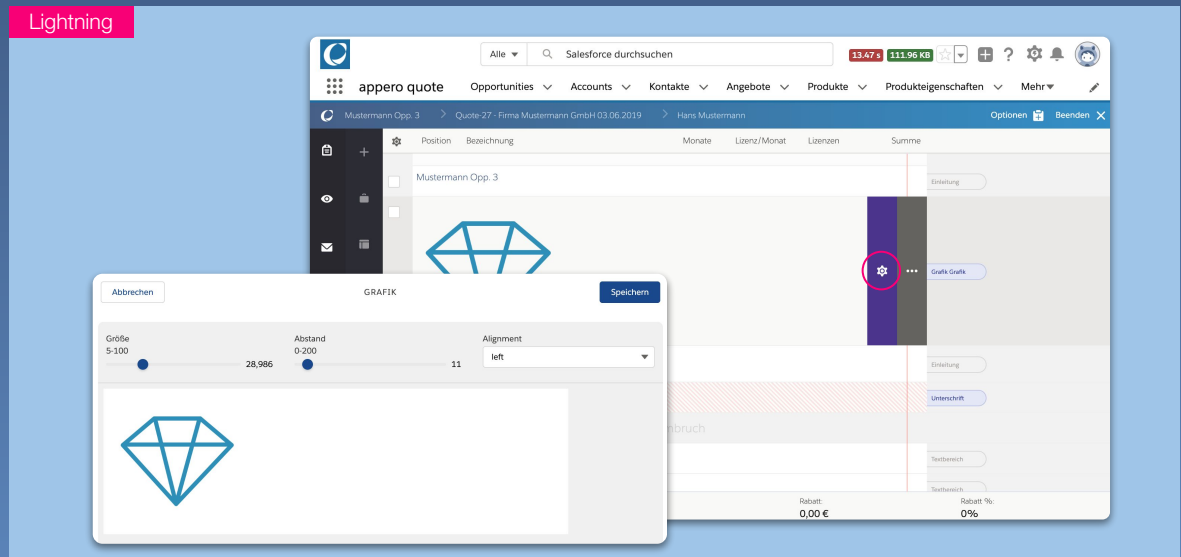 Lightning
Alle
Salesforce durchsuchen
13.47 s
111.96 KB
appero quote
Opportunities
Accounts
Kontakte
Angebote
Produkte
Produkteigenschaften
Mehr
Mustermann Opp. 3
Quote-27 - Firma Mustermann GmbH 03.06.2019
Hans Mustermann
Optionen
Beenden
Position
Bezeichnung
Monate
Lizenz/Monat
Lizenzen
Summe
Mustermann Opp. 3
Einleitung
Grafik Grafik
Einleitung
Unterschrift
nbruch
Textbereich
Textbereich
Rabatt:
0,00 €
Rabatt %:
0%
Abbrechen
GRAFIK
Speichern
Größe
5-100
28,986
Abstand
0-200
11
Alignment
left